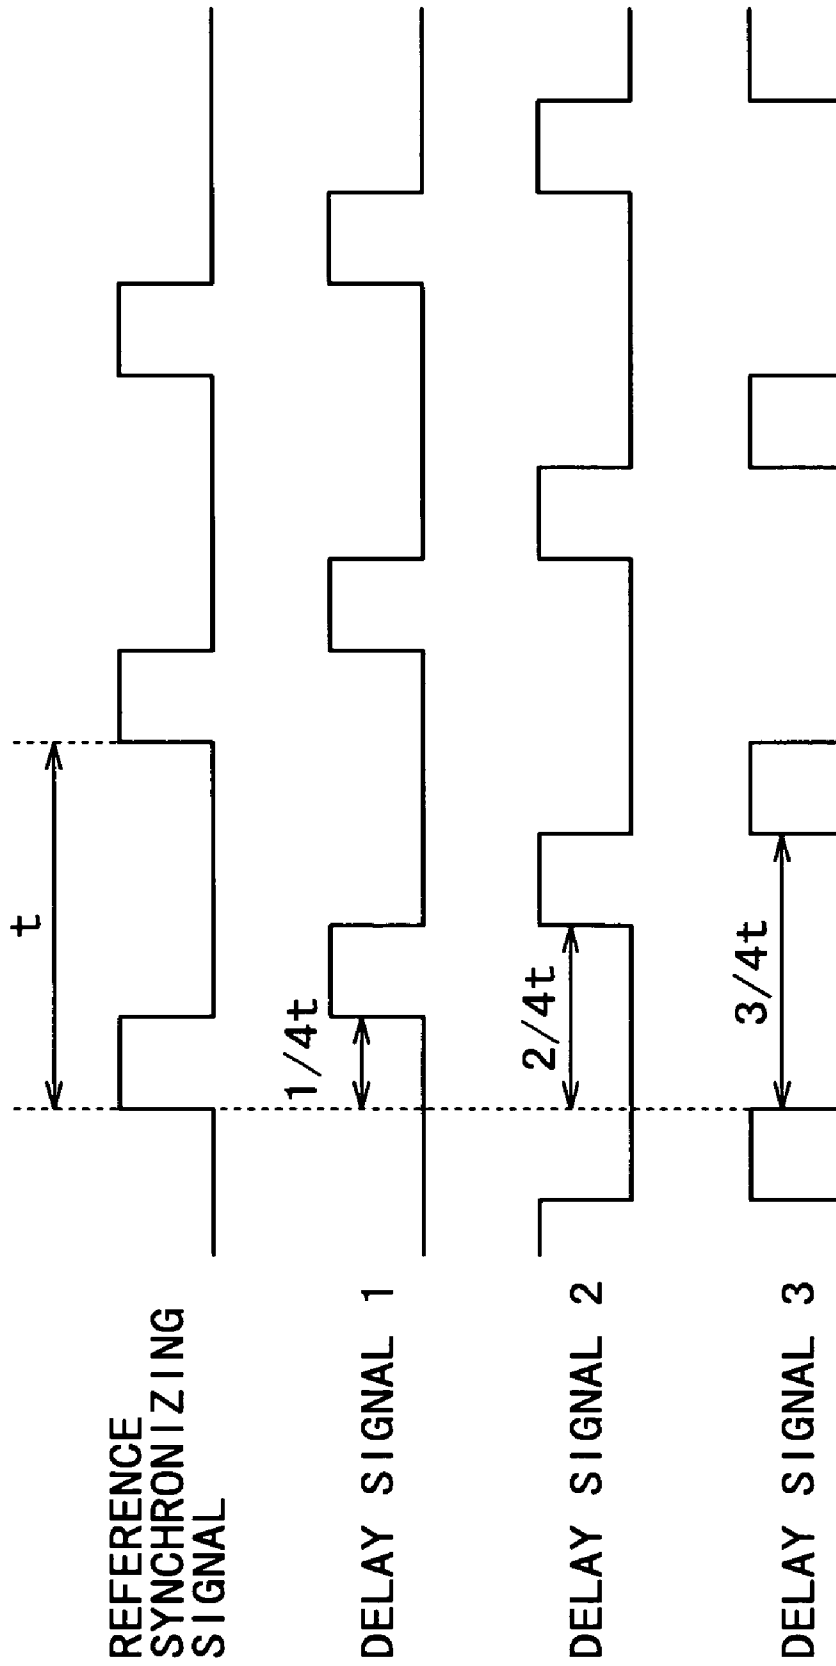 t
REFERENCE
SYNCHRONIZING
SIGNAL
1/4t
DELAY SIGNAL 1
2/4t
DELAY SIGNAL 2
3/4t
DELAY SIGNAL 3